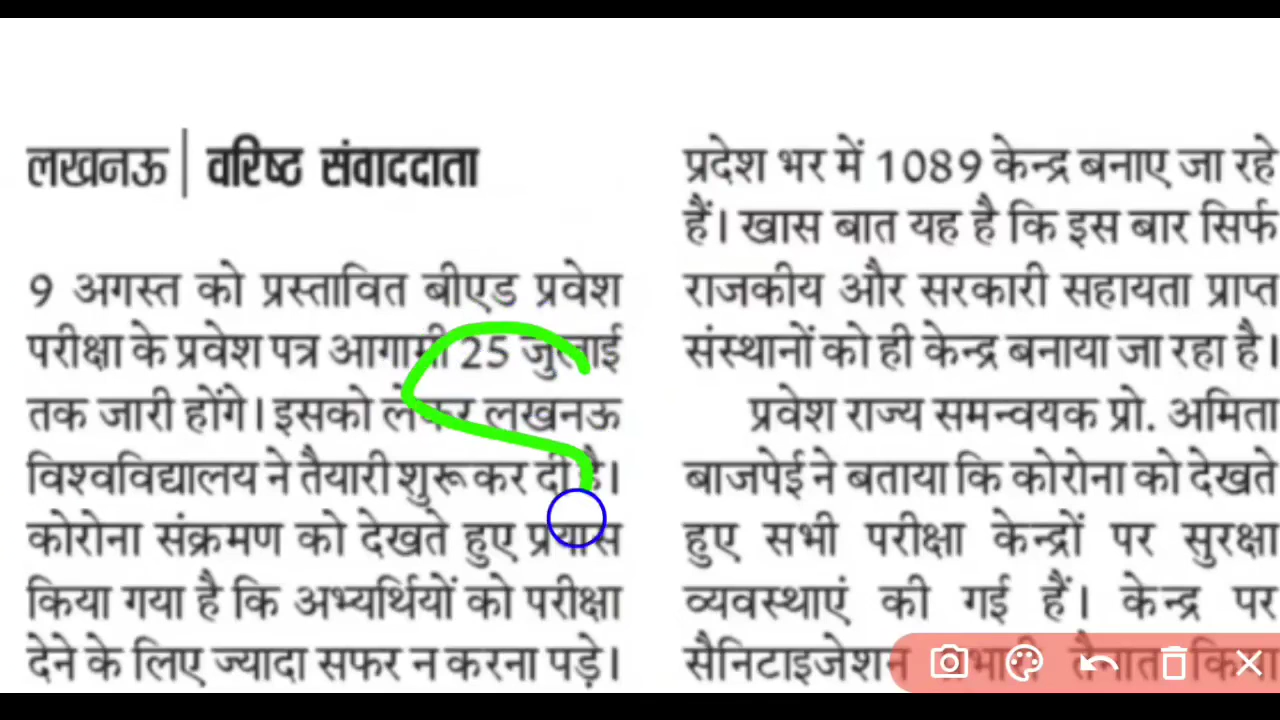 लखनऊ | वरिष्ठ संवाददाता
9 अगस्त को प्रस्तावित बीएड प्रवेश
परीक्षा के प्रवेश पत्र आगामी 25 जुलाई
तक जारी होंगे। इसको लेकर लखनऊ
विश्वविद्यालय ने तैयारी शुरू कर दी है।
कोरोना संक्रमण को देखते हुए प्रयास
किया गया है कि अभ्यर्थियों को परीक्षा
देने के लिए ज्यादा सफर न करना पड़े।
प्रदेश भर में 1089 केन्द्र बनाए जा रहे
हैं। खास बात यह है कि इस बार सिर्फ
राजकीय और सरकारी सहायता प्राप्त
संस्थानों को ही केन्द्र बनाया जा रहा है।
प्रवेश राज्य समन्वयक प्रो. अमिता
बाजपेई ने बताया कि कोरोना को देखते
हुए सभी परीक्षा केन्द्रों पर सुरक्षा
व्यवस्थाएं की गई हैं। केन्द्र पर
सैनिटाइजेशन प्रभारी तैनात किया